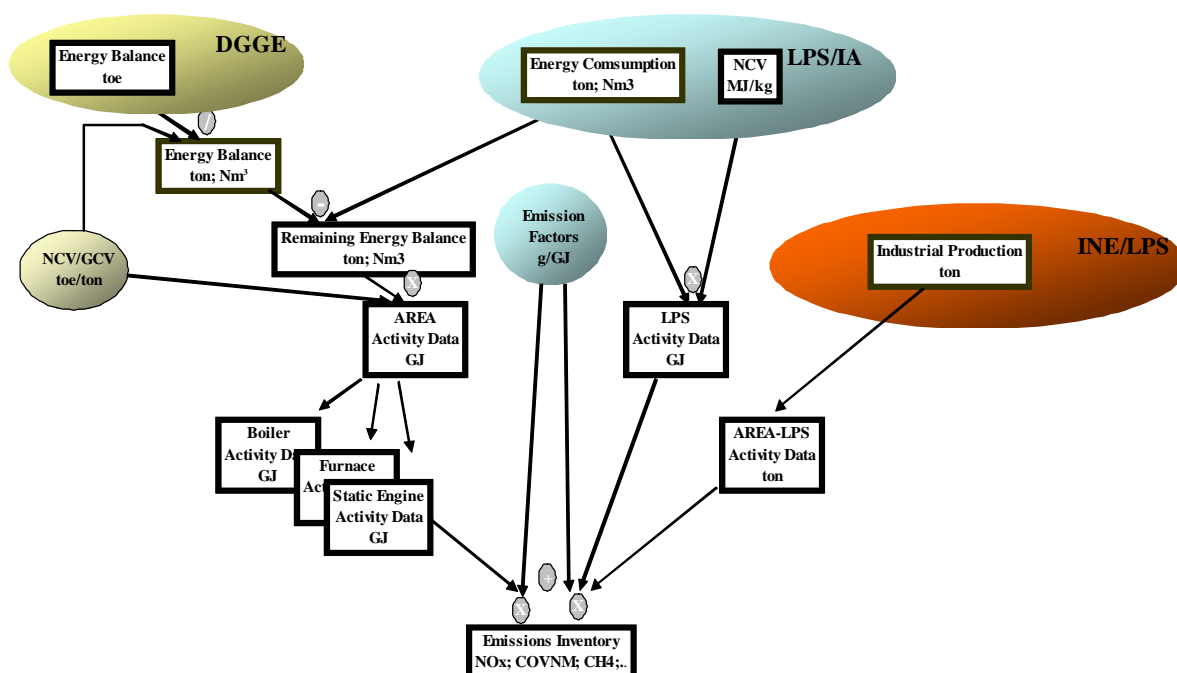 DGGE
Energy Balance
toe
LPS/IA
Energy Comsumption
ton; Nm3
NCV
MJ/kg
/
Energy Balance
ton; Nm³
-
Remaining Energy Balance
ton; Nm3
Emission
Factors
g/GJ
NCV/GCV
toe/ton
INE/LPS
Industrial Production
ton
X
X
AREA
Activity Data
GJ
LPS
Activity Data
GJ
Boiler
Activity Da
GJ
Furnace
Act
Static Engine
Activity Data
GJ
AREA-LPS
Activity Data
ton
+
X
X
Emissions Inventory
NOx; COVNM; CH4;..